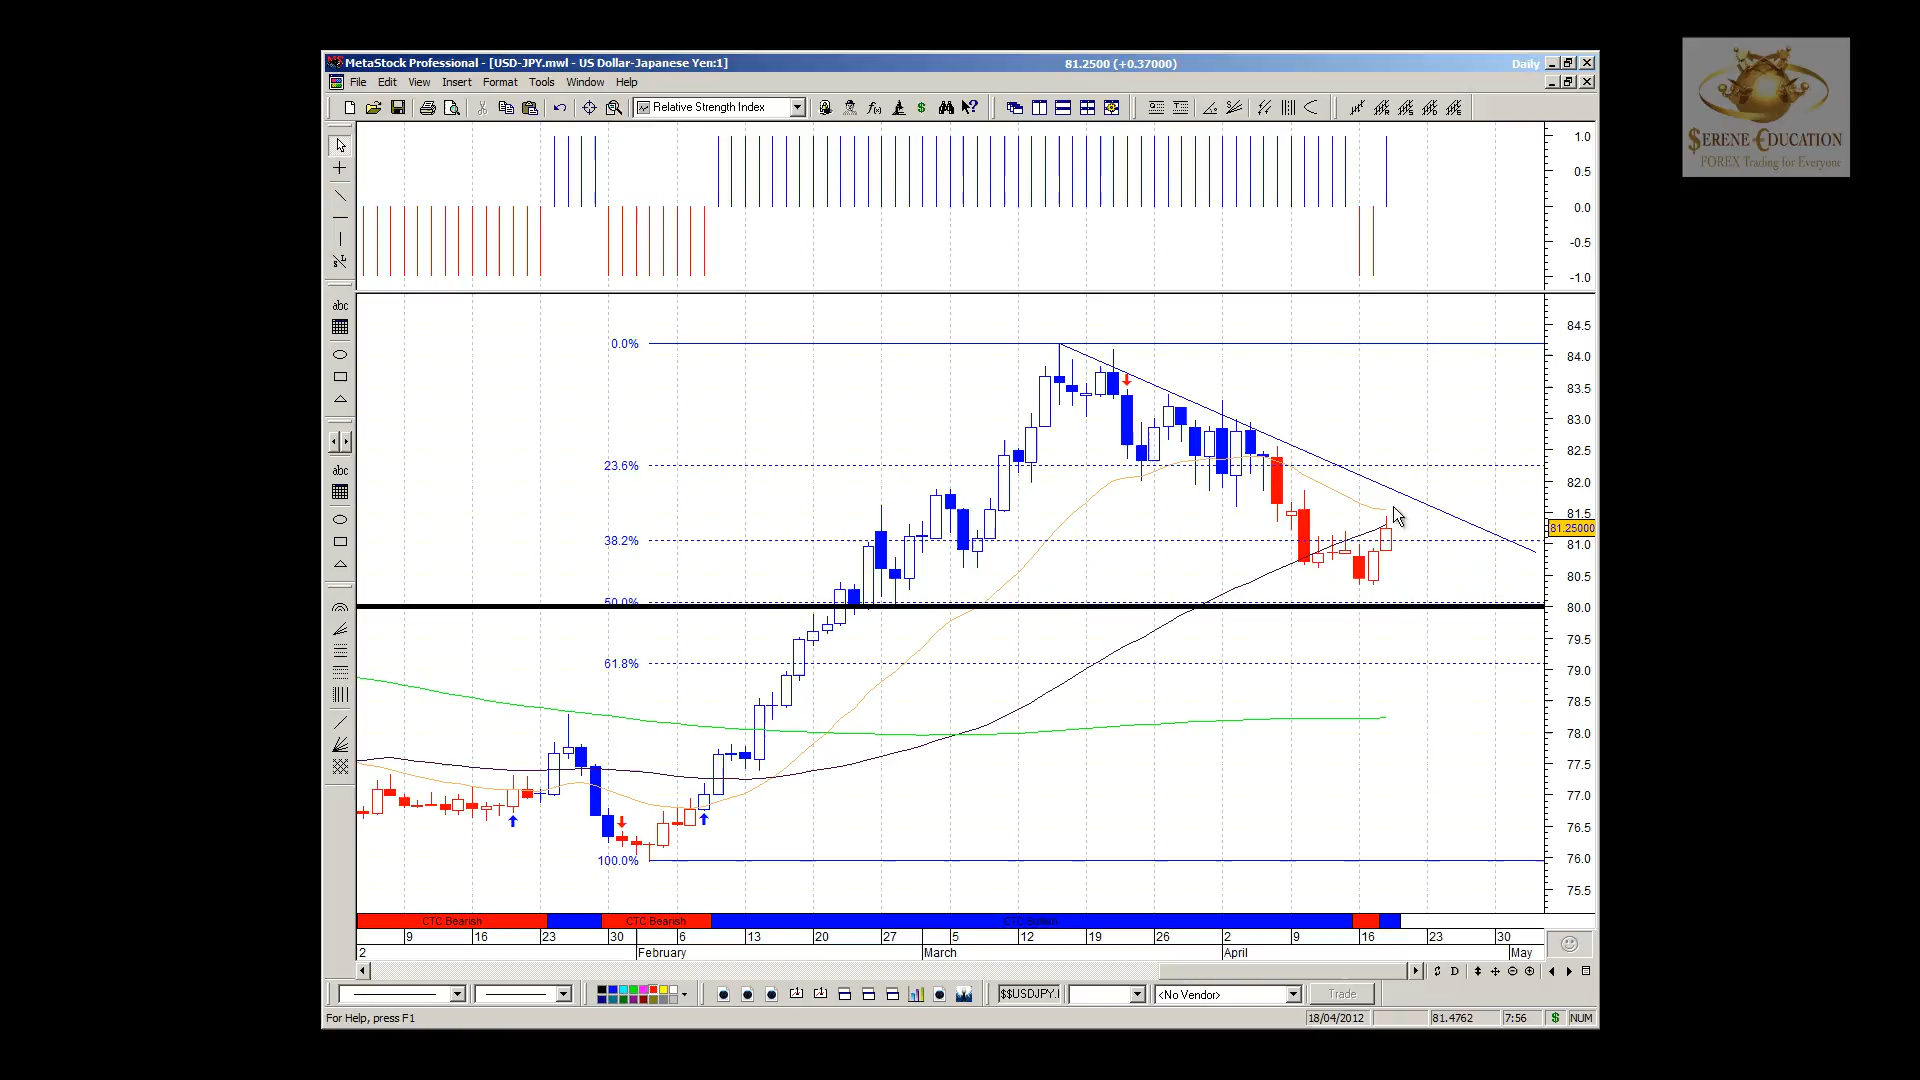 MetaStock Professional - [USD-JPY.mwl - US Dollar-Japanese Yen:1] 81.2500 (+0.37000) Daily
File Edit View Insert Format Tools Window Help
Relative Strength Index
$ERENE EDUCATION
FOREX Trading for Everyone
1.0
0.5
0.0
-0.5
-1.0
abc
abc
0.0%
23.6%
38.2%
50.0%
61.8%
100.0%
84.5
84.0
83.5
83.0
82.5
82.0
81.5
81.25000
81.0
80.5
80.0
79.5
79.0
78.5
78.0
77.5
77.0
76.5
76.0
75.5
CTC Bearish CTC Bearish
9 16 23 30 6 13 20 27 5 12 19 26 2 9 16 23 30
2 February March April May
D
$$USDJPY.I <No Vendor> Trade
For Help, press F1 18/04/2012 81.4762 7:56 $ NUM